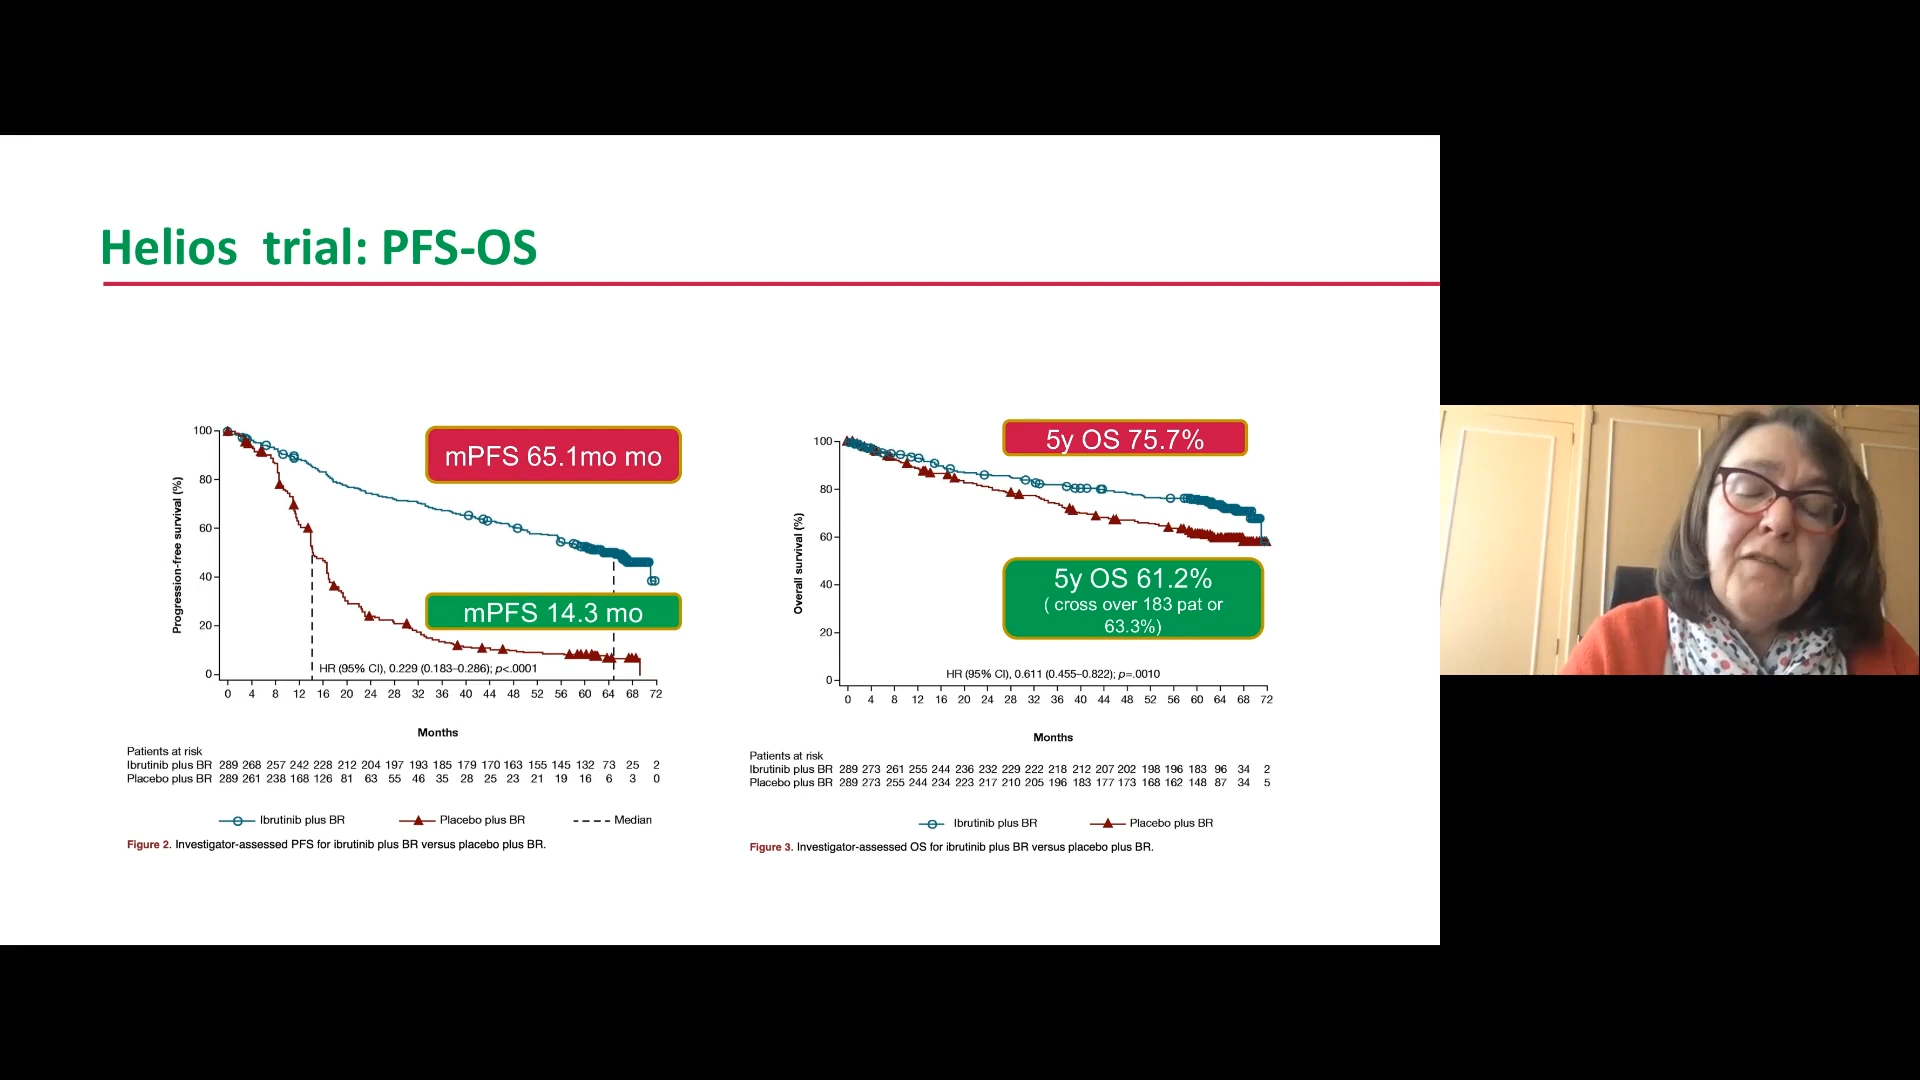 Helios trial: PFS-OS
mPFS 65.1mo mo
mPFS 14.3 mo
Progression-free survival (%)
100
80
60
40
20
0
HR (95% CI), 0.229 (0.183–0.286); p<.0001
0 4 8 12 16 20 24 28 32 36 40 44 48 52 56 60 64 68 72
Months
Patients at risk
Ibrutinib plus BR 289 268 257 242 228 212 204 197 193 185 179 170 163 155 145 132 73 25 2
Placebo plus BR 289 261 238 168 126 81 63 55 46 35 28 25 23 21 19 16 6 3 0
Ibrutinib plus BR Placebo plus BR Median
Figure 2. Investigator-assessed PFS for ibrutinib plus BR versus placebo plus BR.
5y OS 75.7%
5y OS 61.2%
( cross over 183 pat or
63.3%)
Overall survival (%)
100
80
60
40
20
0
HR (95% CI), 0.611 (0.455–0.822); p=.0010
0 4 8 12 16 20 24 28 32 36 40 44 48 52 56 60 64 68 72
Months
Patients at risk
Ibrutinib plus BR 289 273 261 255 244 236 232 229 222 218 212 207 202 198 196 183 96 34 2
Placebo plus BR 289 273 255 244 234 223 217 210 205 196 183 177 173 168 162 148 87 34 5
Ibrutinib plus BR Placebo plus BR
Figure 3. Investigator-assessed OS for ibrutinib plus BR versus placebo plus BR.